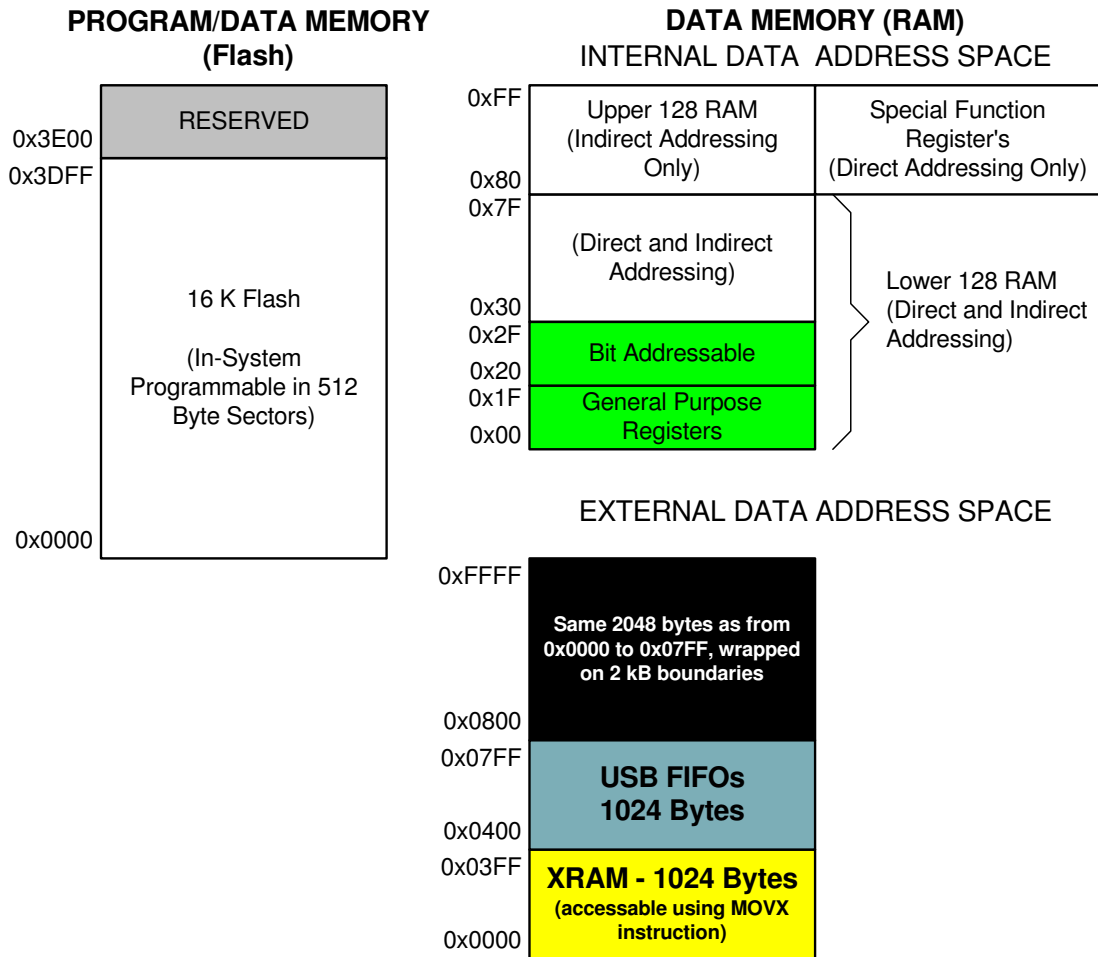 PROGRAM/DATA MEMORY
(Flash)
RESERVED
0x3E00
0x3DFF
16 K Flash
(In-System
Programmable in 512
Byte Sectors)
0x0000
DATA MEMORY (RAM)
INTERNAL DATA ADDRESS SPACE
0xFF
Upper 128 RAM
(Indirect Addressing
Only)
0x80
Special Function
Register's
(Direct Addressing Only)
0x7F
(Direct and Indirect
Addressing)
0x30
0x2F
Bit Addressable
0x20
0x1F
General Purpose
Registers
0x00
Lower 128 RAM
(Direct and Indirect
Addressing)
EXTERNAL DATA ADDRESS SPACE
0xFFFF
Same 2048 bytes as from
0x0000 to 0x07FF, wrapped
on 2 kB boundaries
0x0800
0x07FF
USB FIFOs
1024 Bytes
0x0400
0x03FF
XRAM - 1024 Bytes
(accessable using MOVX
instruction)
0x0000